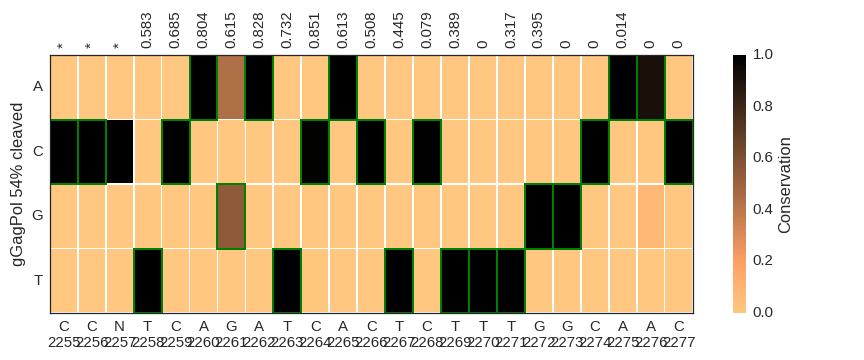 * * * 0.583 0.685 0.804 0.615 0.828 0.732 0.851 0.613 0.508 0.445 0.079 0.389 0 0.317 0.395 0 0 0.014 0 0
A
C
G
T
gGagPol 54% cleaved
C C N T C A G A T C A C T C T T T G G C A A C
2255 2256 2257 2258 2259 2260 2261 2262 2263 2264 2265 2266 2267 2268 2269 2270 2271 2272 2273 2274 2275 2276 2277
1.0
0.8
0.6
0.4
0.2
0.0
Conservation